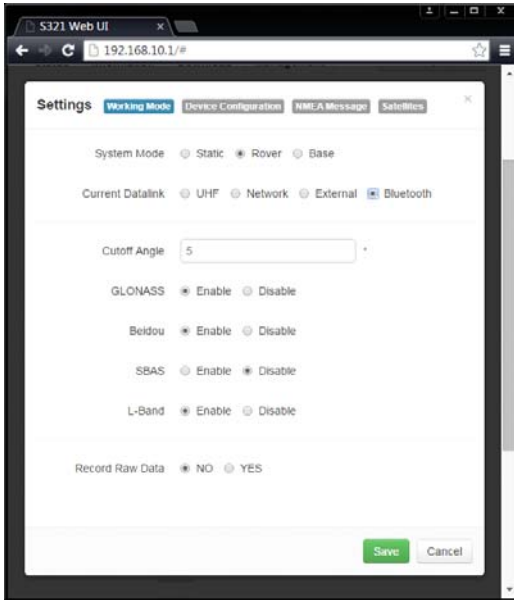 S321 Web UI
192.168.10.1/#
Settings Working Mode Device Configuration NMEA Message Satellites
System Mode Static Rover Base
Current Datalink UHF Network External Bluetooth
Cutoff Angle 5 °
GLONASS Enable Disable
Beidou Enable Disable
SBAS Enable Disable
L-Band Enable Disable
Record Raw Data NO YES
Save Cancel